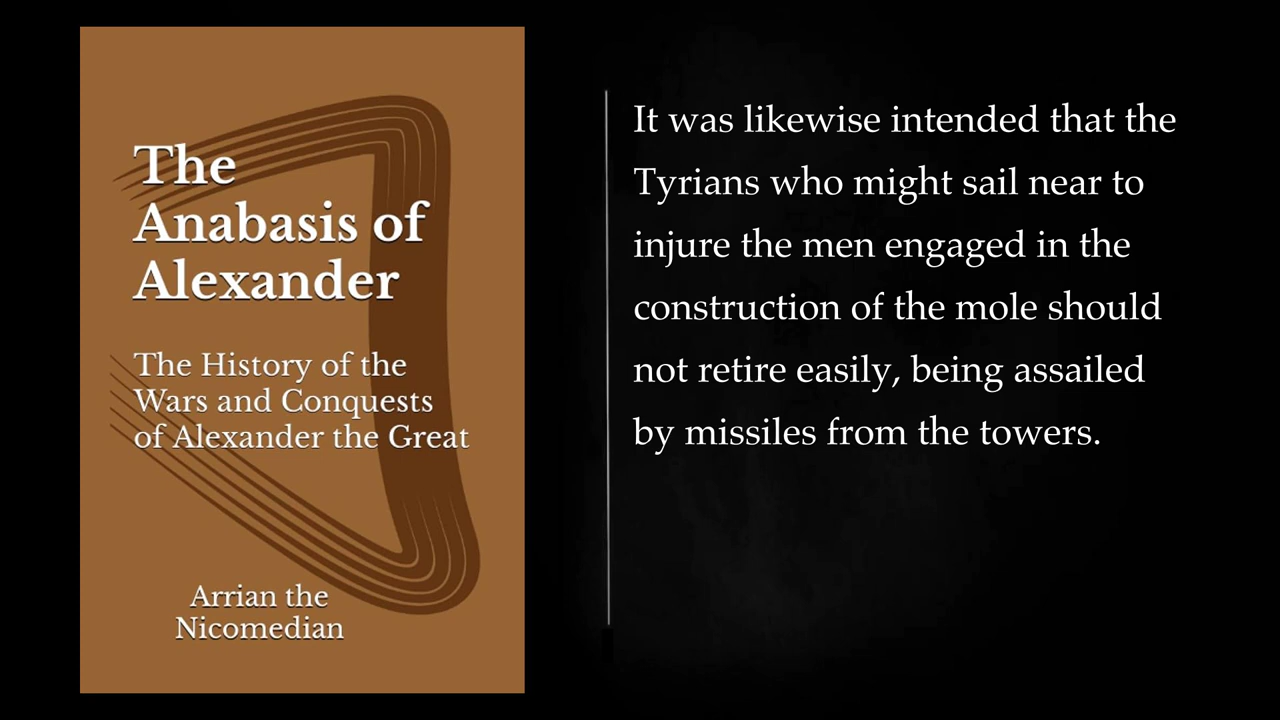 The
Anabasis of
Alexander
The History of the
Wars and Conquests
of Alexander the Great
Arrian the
Nicomedian
It was likewise intended that the
Tyrians who might sail near to
injure the men engaged in the
construction of the mole should
not retire easily, being assailed
by missiles from the towers.